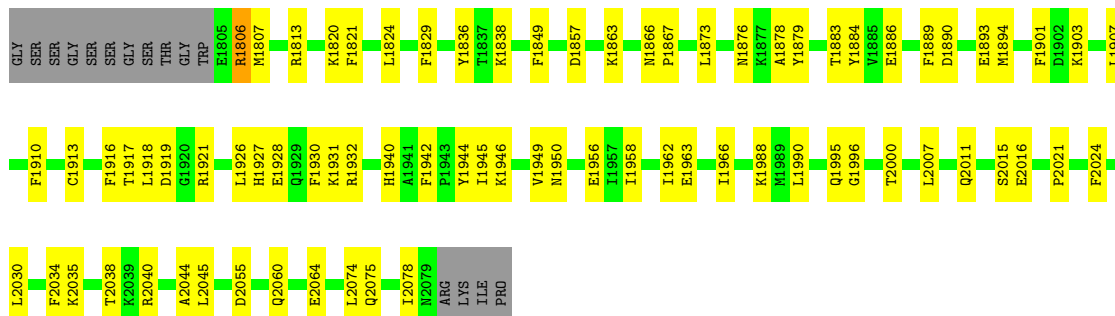 GLY SER SER SER GLY SER SER GLY SER THR GLY TRP E1805 R1806 M1807 R1813 K1820 F1821 L1824 F1829 Y1836 T1837 K1838 F1849 D1857 K1863 N1866 P1867 L1873 N1876 K1877 A1878 Y1879 T1883 Y1884 V1885 E1886 F1889 D1890 E1893 M1894 F1901 D1902 K1903 L1907
F1910 C1913 F1916 T1917 L1918 D1919 G1920 R1921 L1926 H1927 E1928 Q1929 F1930 K1931 R1932 H1940 A1941 F1942 P1943 Y1944 I1945 K1946 V1949 N1950 E1956 I1957 I1958 I1962 E1963 I1966 K1988 M1989 L1990 Q1995 G1996 T2000 L2007 Q2011 S2015 E2016 P2021 F2024
L2030 F2034 K2035 T2038 K2039 R2040 A2044 L2045 D2055 Q2060 E2064 L2074 Q2075 I2078 N2079 ARG LYS ILE PRO